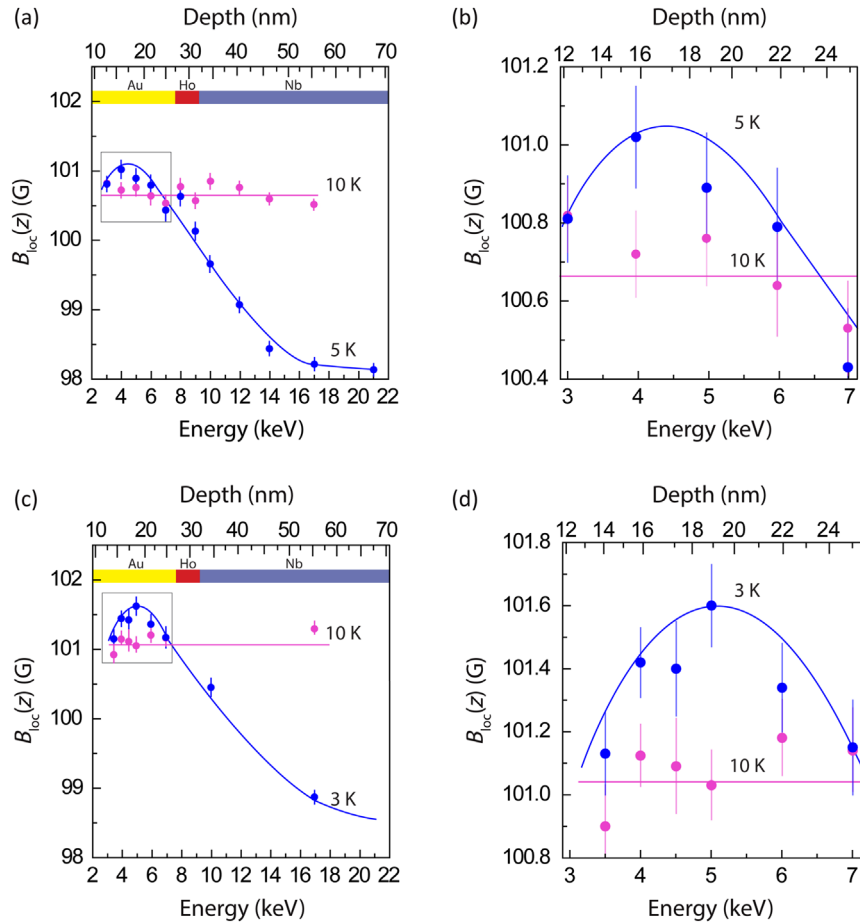 (a)
Depth (nm)
10 20 30 40 50 60 70
Au Ho Nb
102
101
100
99
98
10 K
5 K
B_loc(z) (G)
2 4 6 8 10 12 14 16 18 20 22
Energy (keV)
(b)
Depth (nm)
12 14 16 18 20 22 24
101.2
101.0
100.8
100.6
100.4
5 K
10 K
B_loc(z) (G)
3 4 5 6 7
Energy (keV)
(c)
Depth (nm)
10 20 30 40 50 60 70
Au Ho Nb
102
101
100
99
98
10 K
3 K
B_loc(z) (G)
2 4 6 8 10 12 14 16 18 20 22
Energy (keV)
(d)
Depth (nm)
12 14 16 18 20 22 24
101.8
101.6
101.4
101.2
101.0
100.8
3 K
10 K
B_loc(z) (G)
3 4 5 6 7
Energy (keV)